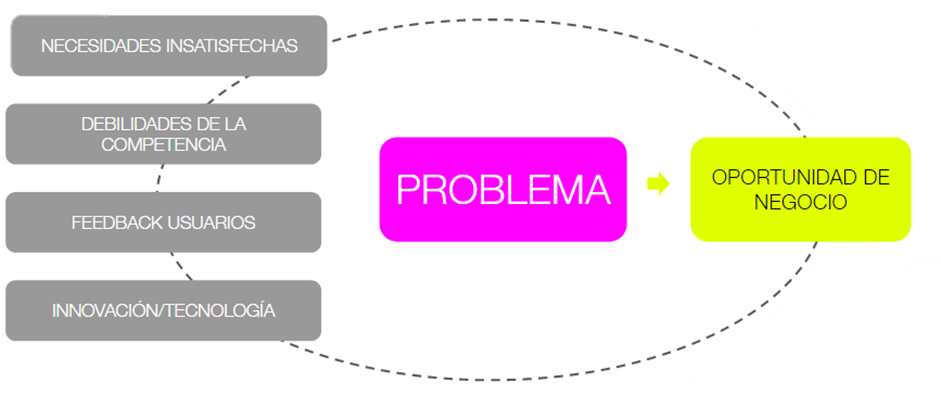 NECESIDADES INSATISFECHAS
DEBILIDADES DE LA
COMPETENCIA
FEEDBACK USUARIOS
INNOVACIÓN/TECNOLOGÍA
PROBLEMA
OPORTUNIDAD DE
NEGOCIO